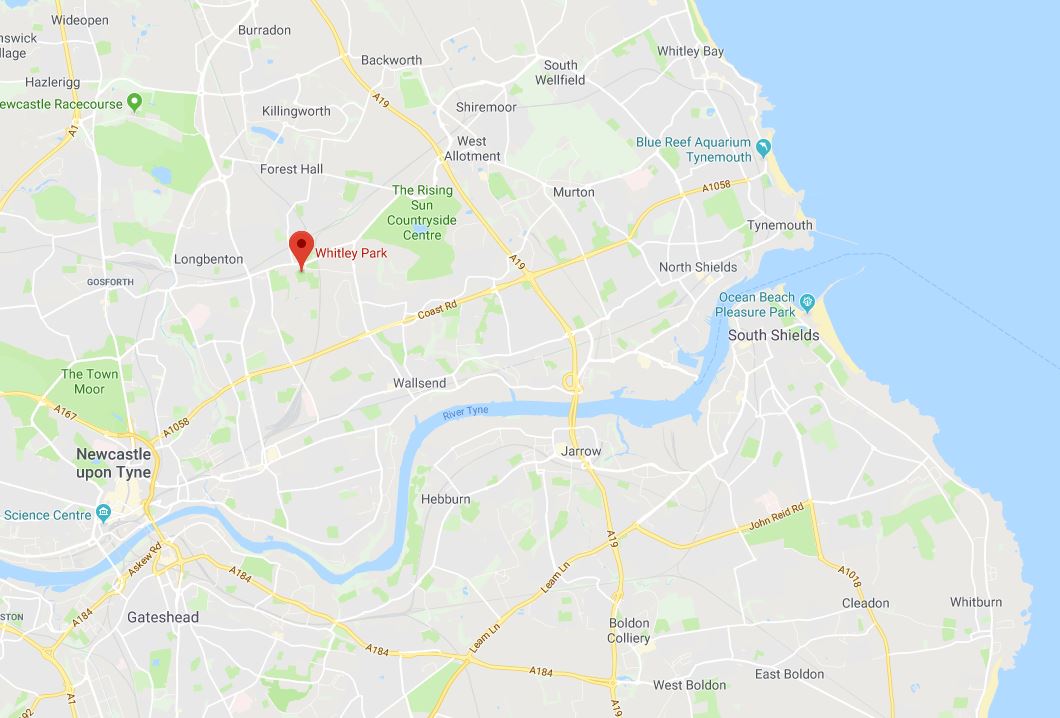 Wideopen
Burradon
nswick
llage
Backworth
Whitley Bay
South
Wellfield
Hazlerigg
ewcastle Racecourse
A19
Killingworth
Shiremoor
A1
West
Allotment
Blue Reef Aquarium
Tynemouth
Forest Hall
The Rising
Sun
Countryside
Centre
Murton
A1058
Tynemouth
Whitley Park
Longbenton
A19
North Shields
GOSFORTH
Coast Rd
Ocean Beach
Pleasure Park
South Shields
The Town
Moor
Wallsend
A167
River Tyne
A1058
Newcastle
upon Tyne
Jarrow
Hebburn
Science Centre
John Reid Rd
A19
Askew Rd
A184
Leam Ln
A1018
Cleadon
Whitburn
STON
A184
Gateshead
Boldon
Colliery
Leam Ln
A184
A184
East Boldon
West Boldon
A1
A19
92